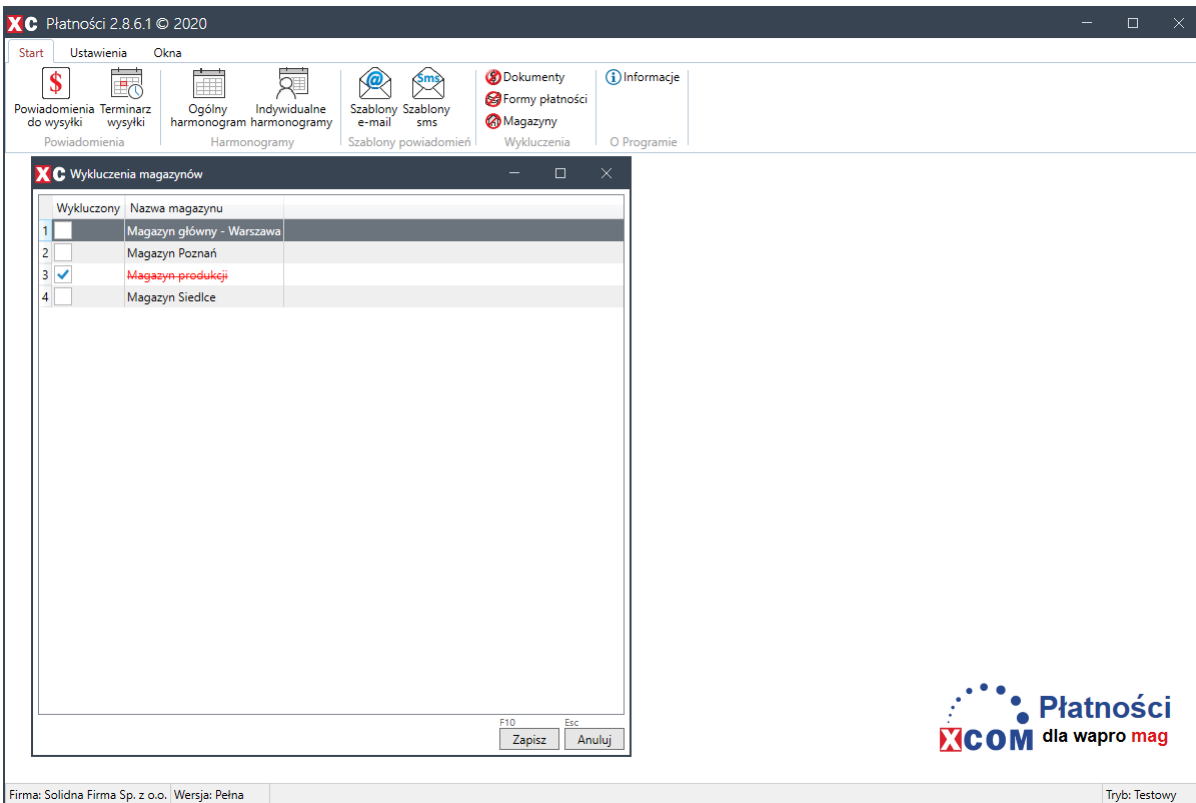 XC Płatności 2.8.6.1 © 2020
Start Ustawienia Okna
Powiadomienia do wysyłki
Terminarz wysyłki
Powiadomienia
Ogólny harmonogram
Indywidualne harmonogramy
Harmonogramy
Szablony e-mail
Sms
Szablony sms
Szablony powiadomień
Dokumenty
Formy płatności
Magazyny
Wykluczenia
Informacje
O Programie
XC Wykluczenia magazynów
Wykluczony Nazwa magazynu
1 Magazyn główny - Warszawa
2 Magazyn Poznań
3 Magazyn produkcji
4 Magazyn Siedlce
F10 Esc
Zapisz Anuluj
XCOM Płatności
dla wapro mag
Firma: Solidna Firma Sp. z o.o. Wersja: Pełna Tryb: Testowy